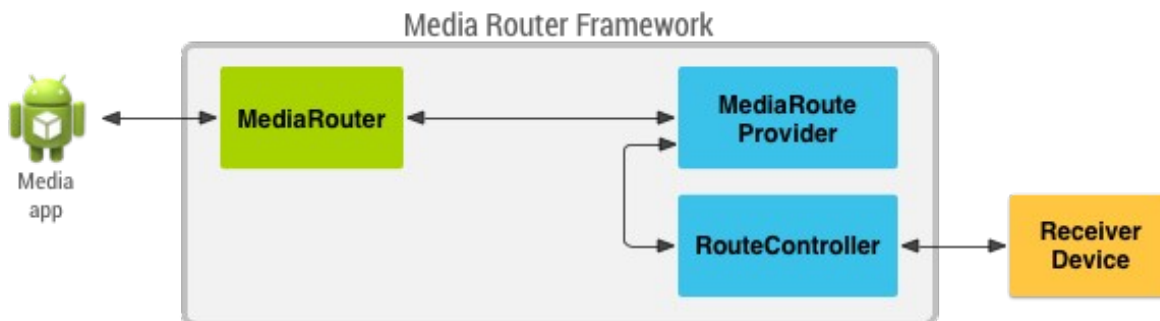 Media Router Framework
MediaRouter
MediaRoute
Provider
Media
app
RouteController
Receiver
Device